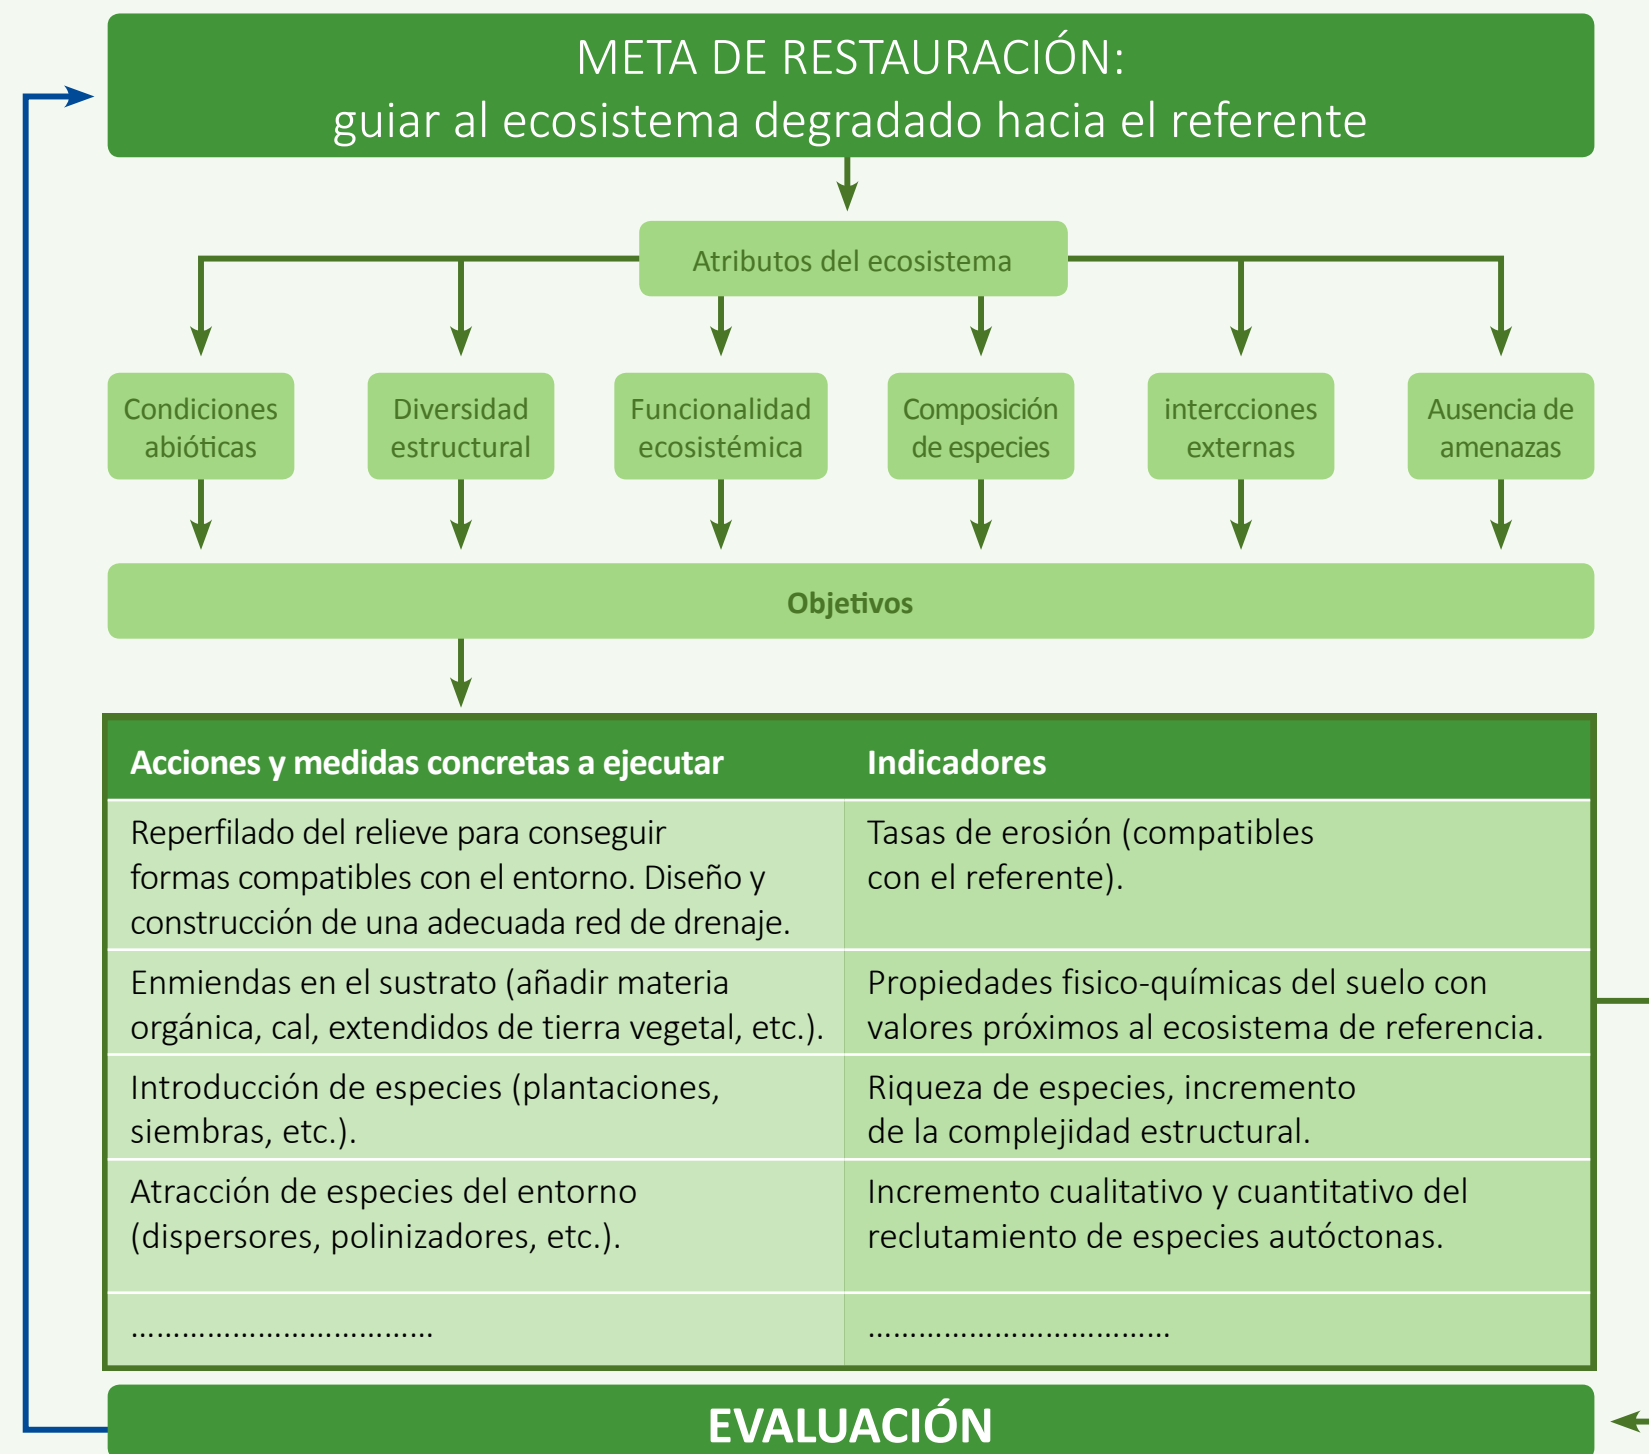 META DE RESTAURACIÓN:
guiar al ecosistema degradado hacia el referente
Atributos del ecosistema
Condiciones
abióticas
Diversidad
estructural
Funcionalidad
ecosistémica
Composición
de especies
intercciones
externas
Ausencia de
amenazas
Objetivos
Acciones y medidas concretas a ejecutar
Indicadores
Reperfilado del relieve para conseguir
formas compatibles con el entorno. Diseño y
construcción de una adecuada red de drenaje.
Tasas de erosión (compatibles
con el referente).
Enmiendas en el sustrato (añadir materia
orgánica, cal, extendidos de tierra vegetal, etc.).
Propiedades fisico-químicas del suelo con
valores próximos al ecosistema de referencia.
Introducción de especies (plantaciones,
siembras, etc.).
Riqueza de especies, incremento
de la complejidad estructural.
Atracción de especies del entorno
(dispersores, polinizadores, etc.).
Incremento cualitativo y cuantitativo del
reclutamiento de especies autóctonas.
....................................
....................................
EVALUACIÓN